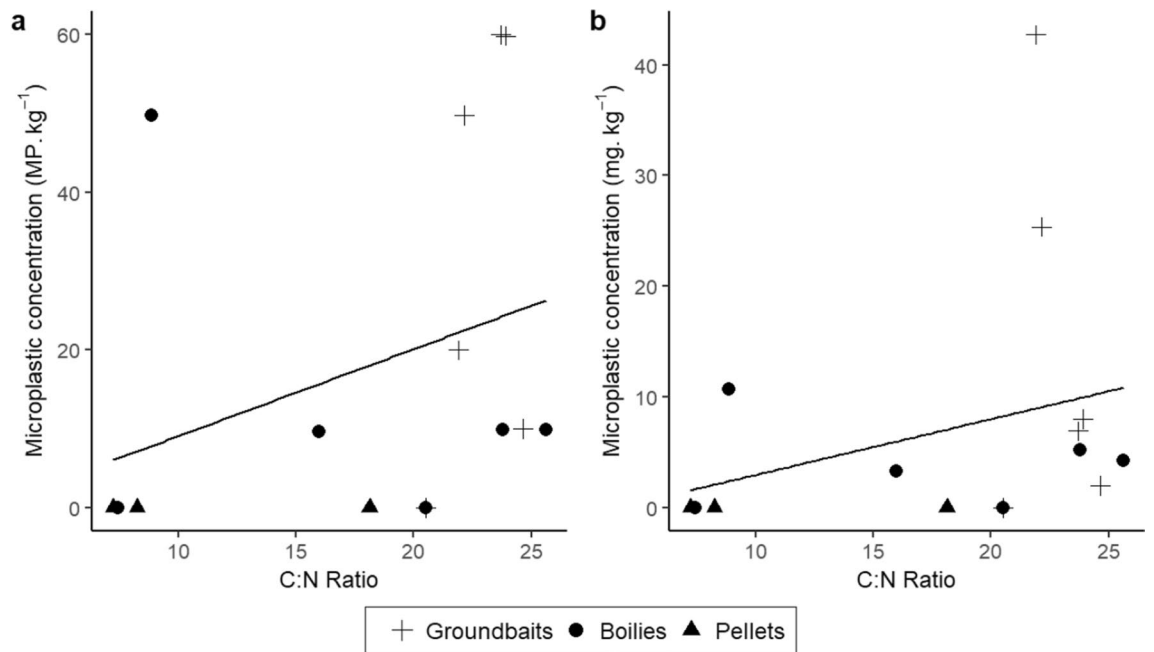 a
Microplastic concentration (MP. kg⁻¹)
60
40
20
0
10 15 20 25
C:N Ratio
b
Microplastic concentration (mg. kg⁻¹)
40
30
20
10
0
10 15 20 25
C:N Ratio
Groundbaits Boilies Pellets